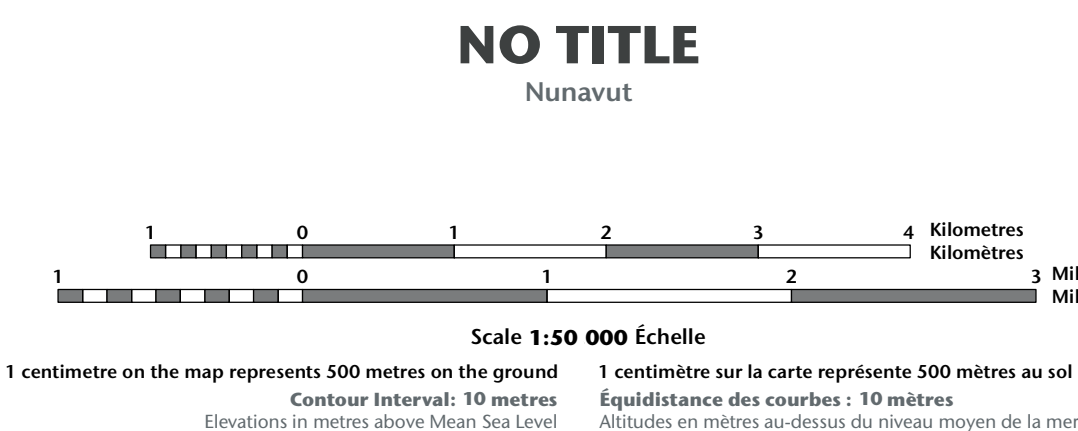 NO TITLE
Nunavut
1 0 1 2 3 4 Kilometres
Kilomètres
1 0 1 2 3 Mil
Mil
Scale 1:50 000 Échelle
1 centimetre on the map represents 500 metres on the ground
1 centimètre sur la carte représente 500 mètres au sol
Contour Interval: 10 metres
Équidistance des courbes : 10 mètres
Elevations in metres above Mean Sea Level
Altitudes en mètres au-dessus du niveau moyen de la mer